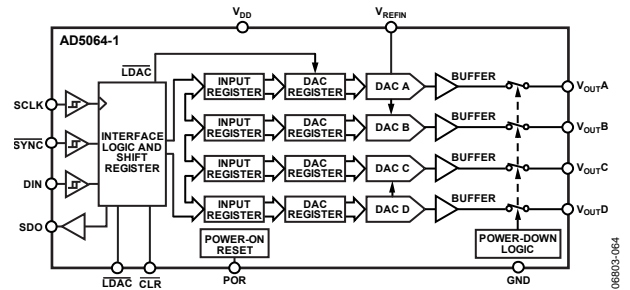 VDD
VREFIN
AD5064-1
LDAC
SCLK
SYNC
DIN
SDO
INTERFACE
LOGIC AND
SHIFT
REGISTER
INPUT
REGISTER
DAC
REGISTER
DAC A
BUFFER
VOUTA
INPUT
REGISTER
DAC
REGISTER
DAC B
BUFFER
VOUTB
INPUT
REGISTER
DAC
REGISTER
DAC C
BUFFER
VOUTC
INPUT
REGISTER
DAC
REGISTER
DAC D
BUFFER
VOUTD
POWER-ON
RESET
POWER-DOWN
LOGIC
LDAC
CLR
POR
GND
06803-064